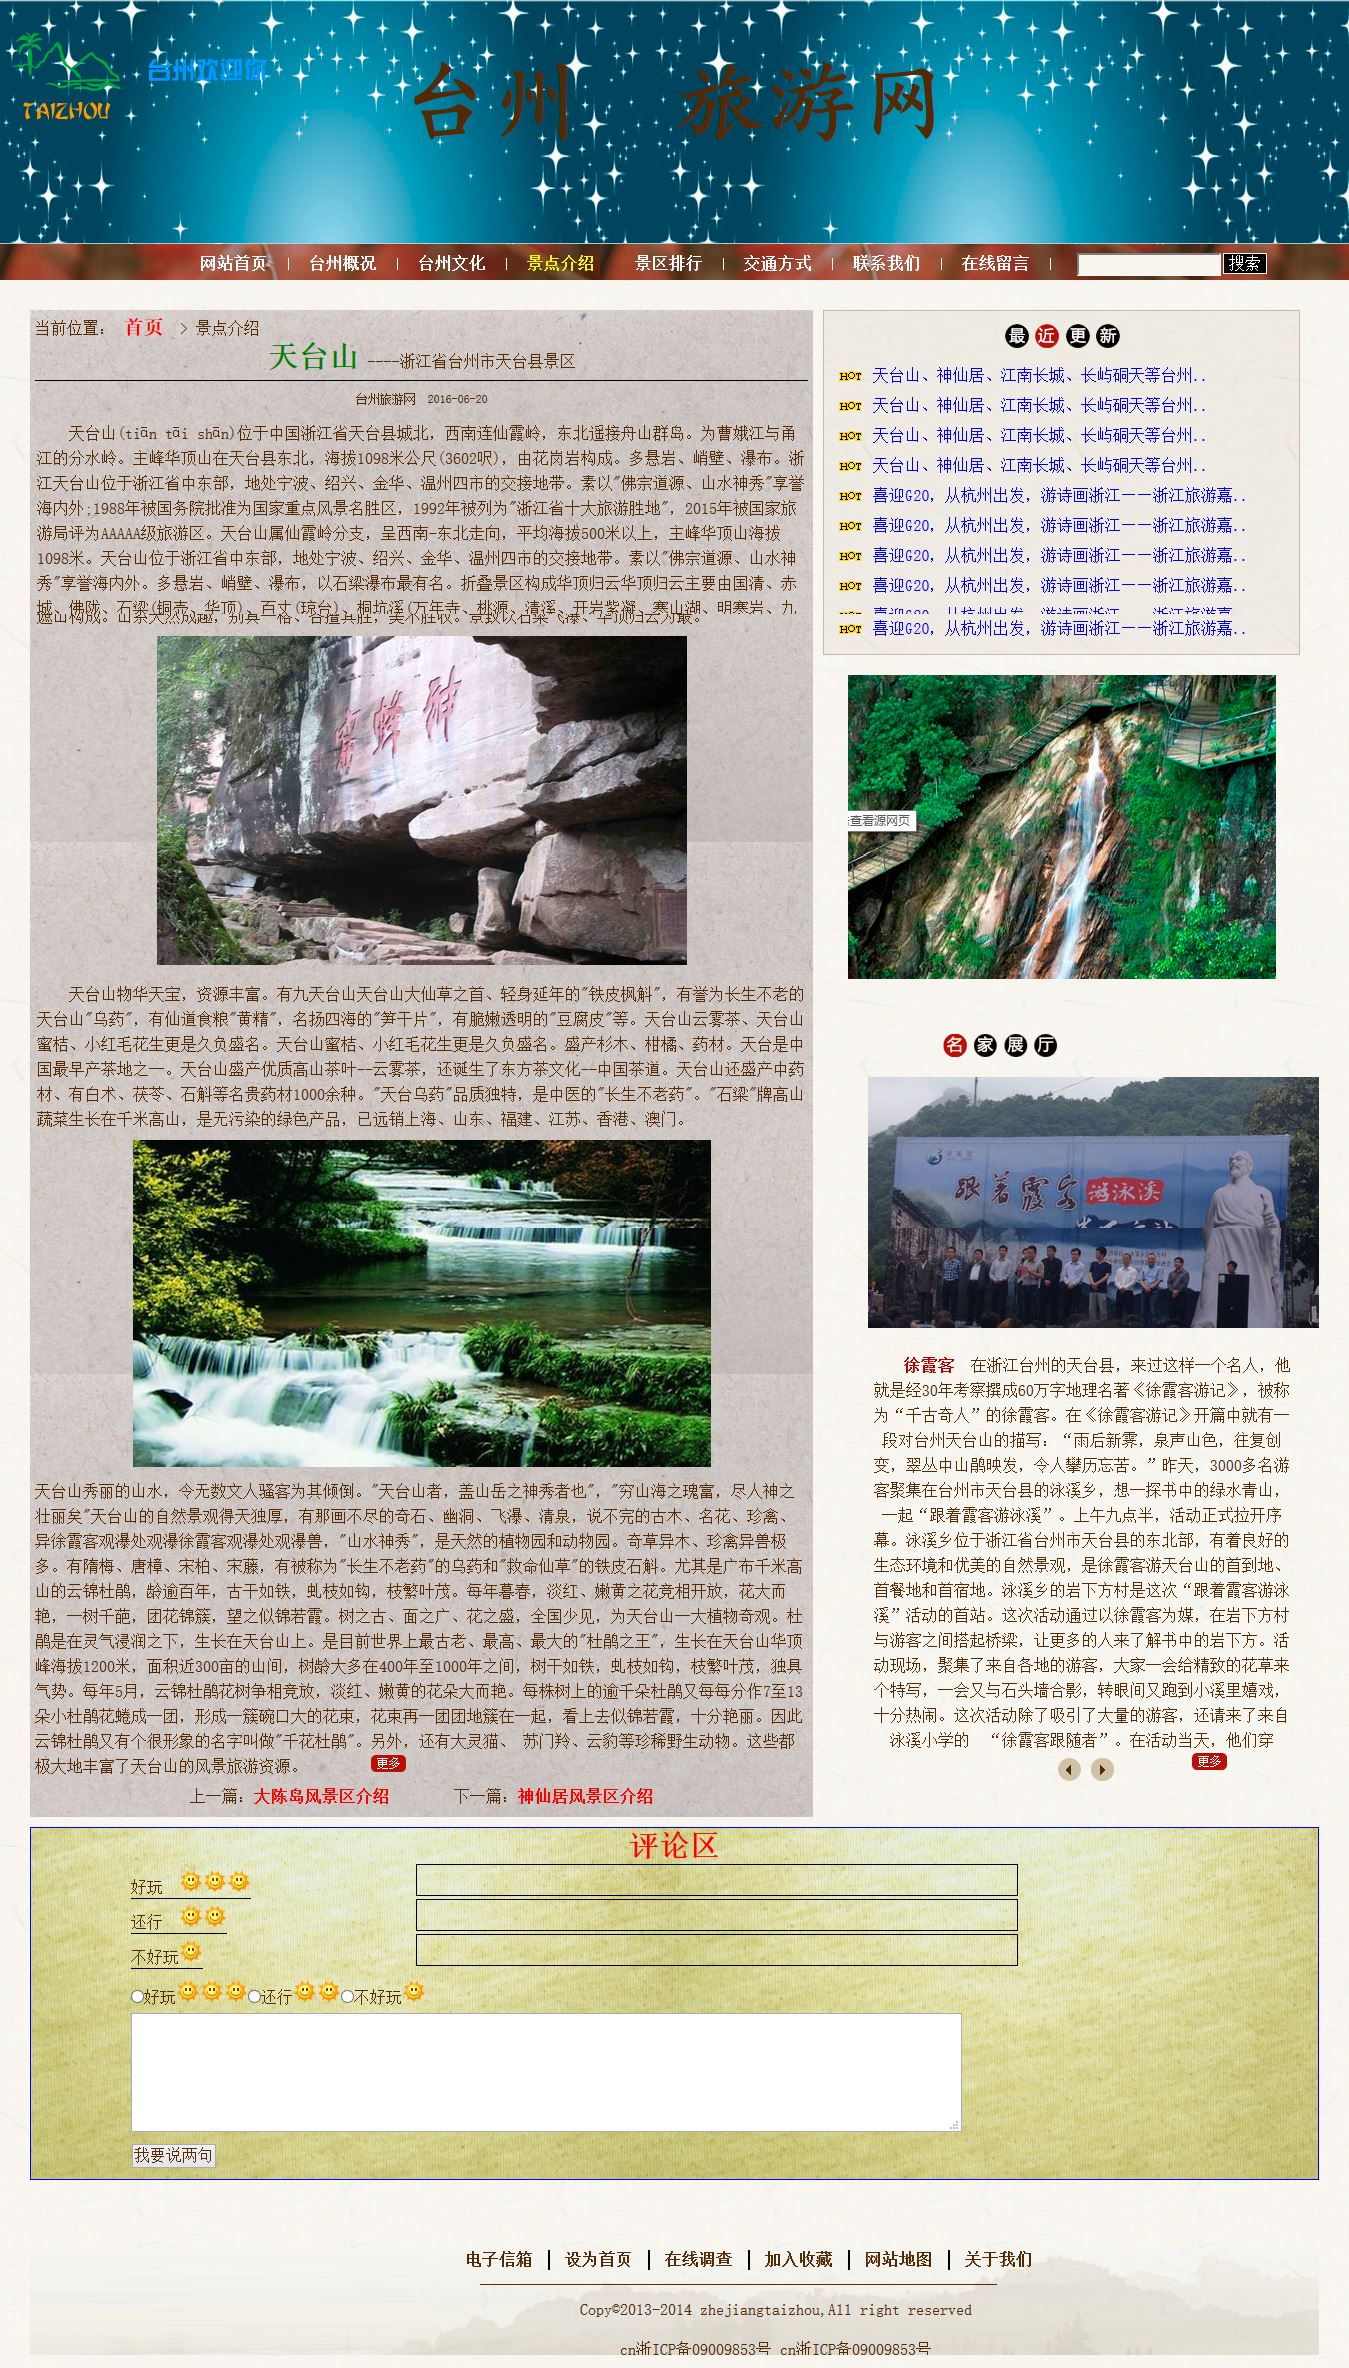 TAIZHOU
台州欢迎你
台州 旅游网
网站首页 | 台州概况 | 台州文化 | 景点介绍 景区排行 | 交通方式 | 联系我们 | 在线留言 | 搜索
当前位置： 首页 > 景点介绍
天台山 ----浙江省台州市天台县景区
台州旅游网 2016-06-20
天台山(tiān tāi shān)位于中国浙江省天台县城北，西南连仙霞岭，东北遥接舟山群岛。为曹娥江与甬
江的分水岭。主峰华顶山在天台县东北，海拔1098米公尺(3602呎)，由花岗岩构成。多悬岩、峭壁、瀑布。浙
江天台山位于浙江省中东部，地处宁波、绍兴、金华、温州四市的交接地带。素以"佛宗道源、山水神秀"享誉
海内外;1988年被国务院批准为国家重点风景名胜区，1992年被列为"浙江省十大旅游胜地"，2015年被国家旅
游局评为AAAAA级旅游区。天台山属仙霞岭分支，呈西南-东北走向，平均海拔500米以上，主峰华顶山海拔
1098米。天台山位于浙江省中东部，地处宁波、绍兴、金华、温州四市的交接地带。素以"佛宗道源、山水神
秀"享誉海内外。多悬岩、峭壁、瀑布，以石梁瀑布最有名。折叠景区构成华顶归云华顶归云主要由国清、赤
城、佛陇、石梁(铜壶、华顶)、百丈(琼台)、桐坑溪(万年寺、桃源、清溪、开岩紫凝、寒山湖、明寒岩、九
遮山构成。山景天然成趣，别具一格、各擅其胜，美不胜收。景致以石梁飞瀑、华顶归云为最。
天台山物华天宝，资源丰富。有九天台山天台山大仙草之首、轻身延年的"铁皮枫斛"，有誉为长生不老的
天台山"乌药"，有仙道食粮"黄精"，名扬四海的"笋干片"，有脆嫩透明的"豆腐皮"等。天台山云雾茶、天台山
蜜桔、小红毛花生更是久负盛名。天台山蜜桔、小红毛花生更是久负盛名。盛产杉木、柑橘、药材。天台是中
国最早产茶地之一。天台山盛产优质高山茶叶--云雾茶，还诞生了东方茶文化--中国茶道。天台山还盛产中药
材、有白术、茯苓、石斛等名贵药材1000余种。"天台乌药"品质独特，是中医的"长生不老药"。"石梁"牌高山
蔬菜生长在千米高山，是无污染的绿色产品，已远销上海、山东、福建、江苏、香港、澳门。
天台山秀丽的山水，令无数文人骚客为其倾倒。"天台山者，盖山岳之神秀者也"，"穷山海之瑰富，尽人神之
壮丽矣"天台山的自然景观得天独厚，有那画不尽的奇石、幽洞、飞瀑、清泉，说不完的古木、名花、珍禽、
异徐霞客观瀑处观瀑徐霞客观瀑处观瀑兽，"山水神秀"，是天然的植物园和动物园。奇草异木、珍禽异兽极
多。有隋梅、唐樟、宋柏、宋藤，有被称为"长生不老药"的乌药和"救命仙草"的铁皮石斛。尤其是广布千米高
山的云锦杜鹃，龄逾百年，古干如铁，虬枝如钩，枝繁叶茂。每年暮春，淡红、嫩黄之花竞相开放，花大而
艳，一树千葩，团花锦簇，望之似锦若霞。树之古、面之广、花之盛，全国少见，为天台山一大植物奇观。杜
鹃是在灵气浸润之下，生长在天台山上。是目前世界上最古老、最高、最大的"杜鹃之王"，生长在天台山华顶
峰海拔1200米，面积近300亩的山间，树龄大多在400年至1000年之间，树干如铁，虬枝如钩，枝繁叶茂，独具
气势。每年5月，云锦杜鹃花树争相竞放，淡红、嫩黄的花朵大而艳。每株树上的逾千朵杜鹃又每每分作7至13
朵小杜鹃花蜷成一团，形成一簇碗口大的花束，花束再一团团地簇在一起，看上去似锦若霞，十分艳丽。因此
云锦杜鹃又有个很形象的名字叫做"千花杜鹃"。另外，还有大灵猫、 苏门羚、云豹等珍稀野生动物。这些都
极大地丰富了天台山的风景旅游资源。 更多
上一篇：大陈岛风景区介绍 下一篇：神仙居风景区介绍
最近更新
HOT 天台山、神仙居、江南长城、长屿硐天等台州..
HOT 天台山、神仙居、江南长城、长屿硐天等台州..
HOT 天台山、神仙居、江南长城、长屿硐天等台州..
HOT 天台山、神仙居、江南长城、长屿硐天等台州..
HOT 喜迎G20，从杭州出发，游诗画浙江——浙江旅游嘉..
HOT 喜迎G20，从杭州出发，游诗画浙江——浙江旅游嘉..
HOT 喜迎G20，从杭州出发，游诗画浙江——浙江旅游嘉..
HOT 喜迎G20，从杭州出发，游诗画浙江——浙江旅游嘉..
HOT 喜迎G20，从杭州出发，游诗画浙江——浙江旅游嘉..
HOT 喜迎G20，从杭州出发，游诗画浙江——浙江旅游嘉..
查看源网页
名家展厅
跟着霞客游泳溪
徐霞客 在浙江台州的天台县，来过这样一个名人，他
就是经30年考察撰成60万字地理名著《徐霞客游记》，被称
为“千古奇人”的徐霞客。在《徐霞客游记》开篇中就有一
段对台州天台山的描写：“雨后新霁，泉声山色，往复创
变，翠丛中山鹃映发，令人攀历忘苦。”昨天，3000多名游
客聚集在台州市天台县的泳溪乡，想一探书中的绿水青山，
一起“跟着霞客游泳溪”。上午九点半，活动正式拉开序
幕。泳溪乡位于浙江省台州市天台县的东北部，有着良好的
生态环境和优美的自然景观，是徐霞客游天台山的首到地、
首餐地和首宿地。泳溪乡的岩下方村是这次“跟着霞客游泳
溪”活动的首站。这次活动通过以徐霞客为媒，在岩下方村
与游客之间搭起桥梁，让更多的人来了解书中的岩下方。活
动现场，聚集了来自各地的游客，大家一会给精致的花草来
个特写，一会又与石头墙合影，转眼间又跑到小溪里嬉戏，
十分热闹。这次活动除了吸引了大量的游客，还请来了来自
泳溪小学的 “徐霞客跟随者”。在活动当天，他们穿
更多
评论区
好玩
还行
不好玩
好玩 还行 不好玩
我要说两句
电子信箱 | 设为首页 | 在线调查 | 加入收藏 | 网站地图 | 关于我们
Copy©2013-2014 zhejiangtaizhou,All right reserved
cn浙ICP备09009853号 cn浙ICP备09009853号